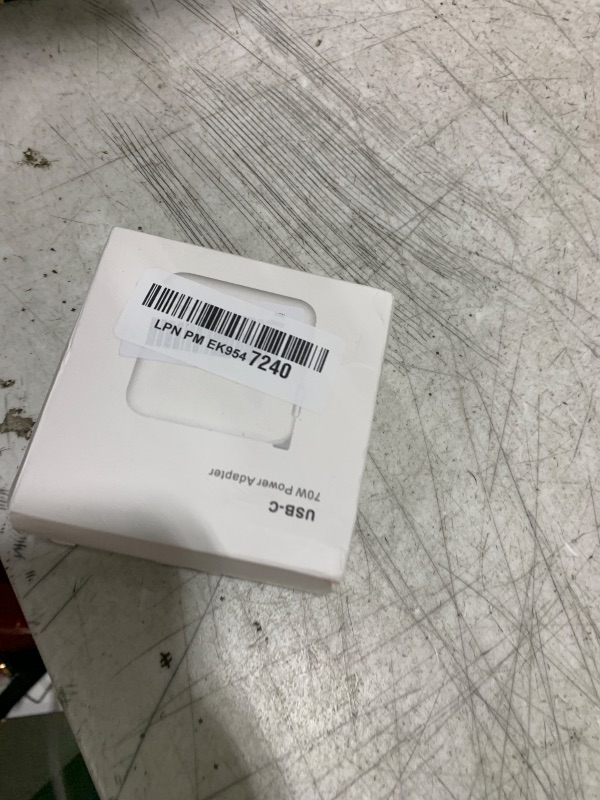 LPN PM EK954 7240
USB-C
70W Power Adapter